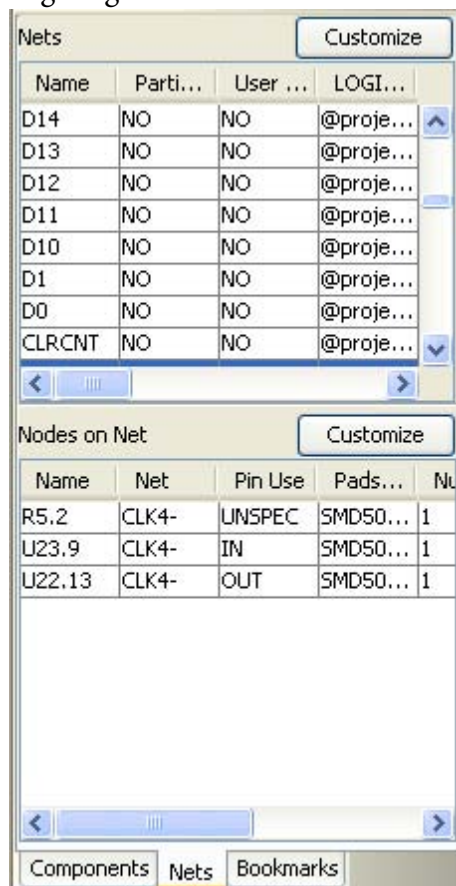 Nets Customize
Name Parti... User ... LOGI...
D14 NO NO @proje...
D13 NO NO @proje...
D12 NO NO @proje...
D11 NO NO @proje...
D10 NO NO @proje...
D1 NO NO @proje...
D0 NO NO @proje...
CLRCNT NO NO @proje...
Nodes on Net Customize
Name Net Pin Use Pads... Nu
R5.2 CLK4- UNSPEC SMD50... 1
U23.9 CLK4- IN SMD50... 1
U22.13 CLK4- OUT SMD50... 1
Components Nets Bookmarks